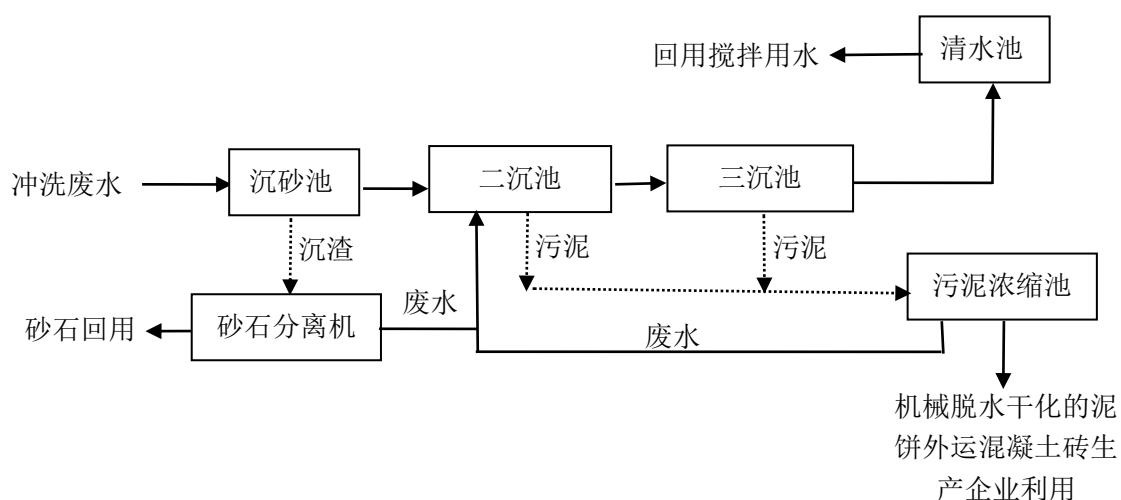 清水池
回用搅拌用水
冲洗废水
沉砂池
二沉池
三沉池
沉渣
污泥
污泥
污泥浓缩池
砂石回用
砂石分离机
废水
废水
机械脱水干化的泥
饼外运混凝土砖生
产企业利用